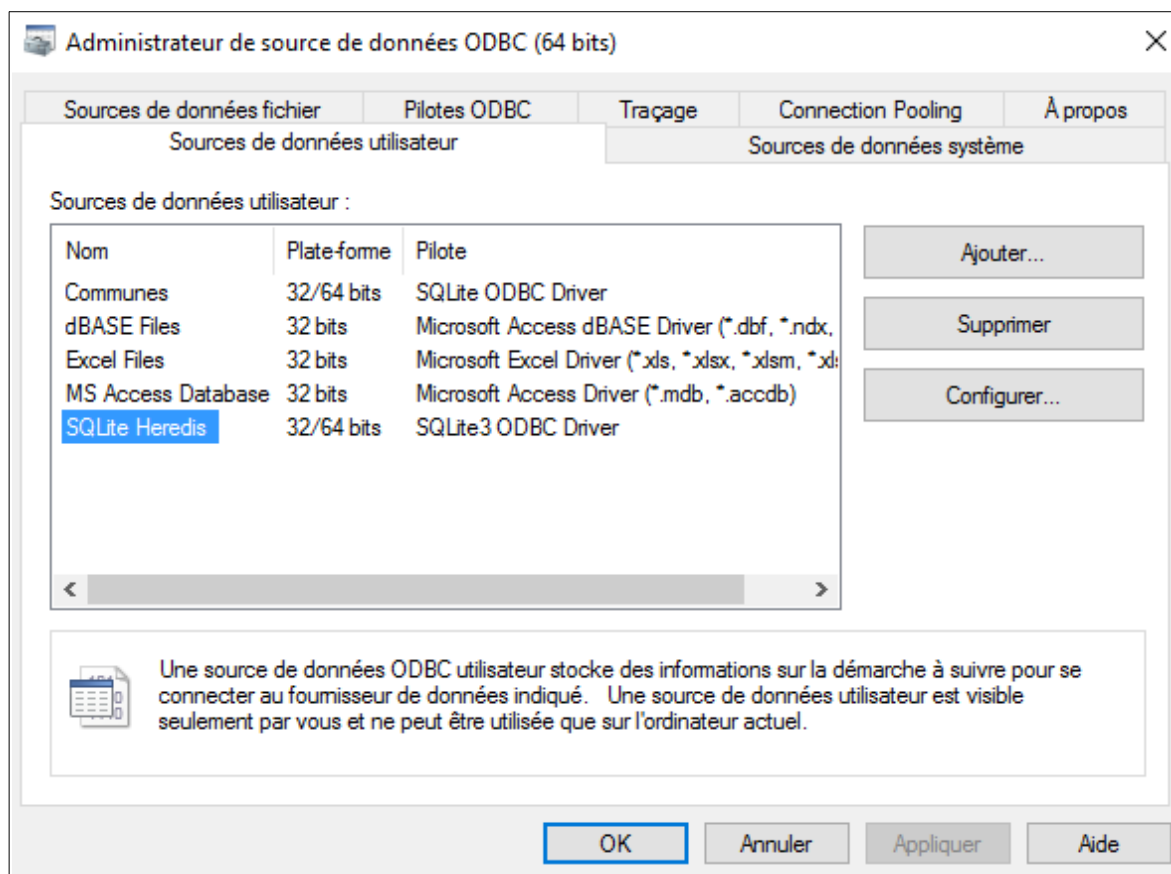 Administrateur de source de données ODBC (64 bits)
Sources de données fichier Pilotes ODBC Traçage Connection Pooling À propos
Sources de données utilisateur Sources de données système
Sources de données utilisateur :
Nom Plate-forme Pilote
Communes 32/64 bits SQLite ODBC Driver
dBASE Files 32 bits Microsoft Access dBASE Driver (*.dbf, *.ndx,
Excel Files 32 bits Microsoft Excel Driver (*.xls, *.xlsx, *.xlsm, *.xl
MS Access Database 32 bits Microsoft Access Driver (*.mdb, *.accdb)
SQLite Heredis 32/64 bits SQLite3 ODBC Driver
Ajouter...
Supprimer
Configurer...
Une source de données ODBC utilisateur stocke des informations sur la démarche à suivre pour se
connecter au fournisseur de données indiqué. Une source de données utilisateur est visible
seulement par vous et ne peut être utilisée que sur l'ordinateur actuel.
OK Annuler Appliquer Aide